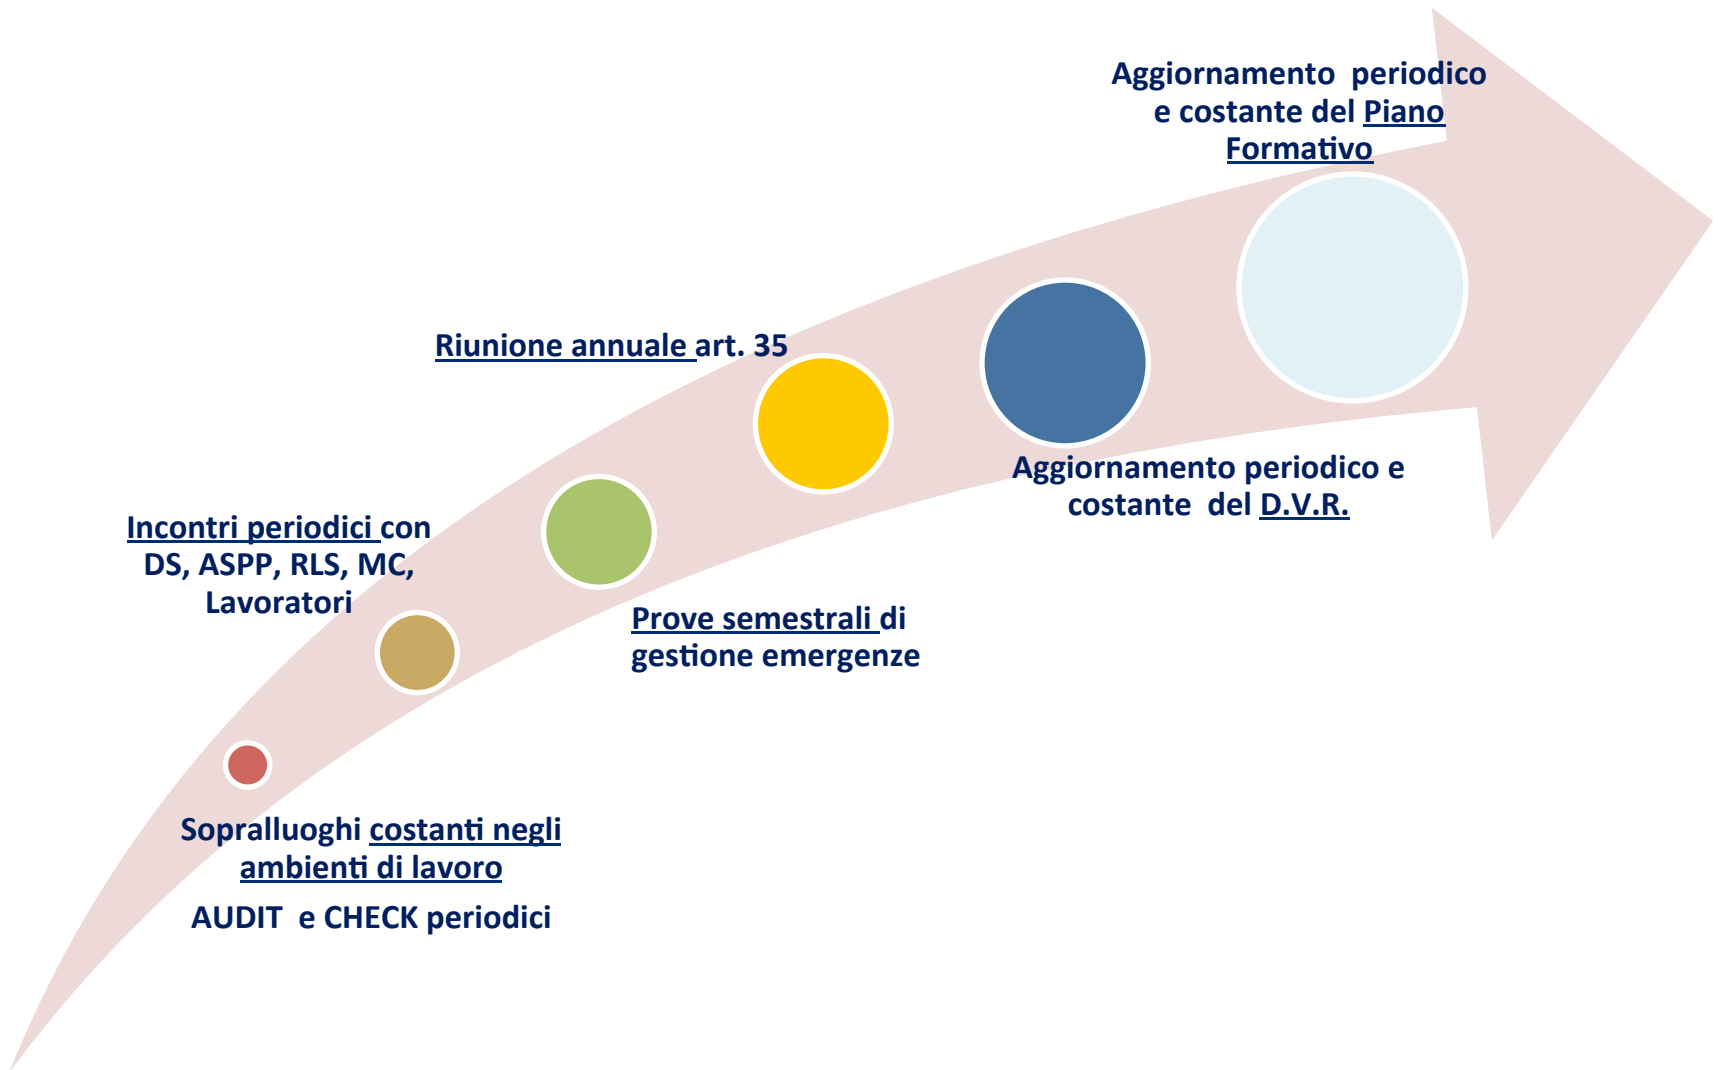 Aggiornamento periodico
e costante del Piano
Formativo
Riunione annuale art. 35
Aggiornamento periodico e
costante del D.V.R.
Incontri periodici con
DS, ASPP, RLS, MC,
Lavoratori
Prove semestrali di
gestione emergenze
Sopralluoghi costanti negli
ambienti di lavoro
AUDIT e CHECK periodici